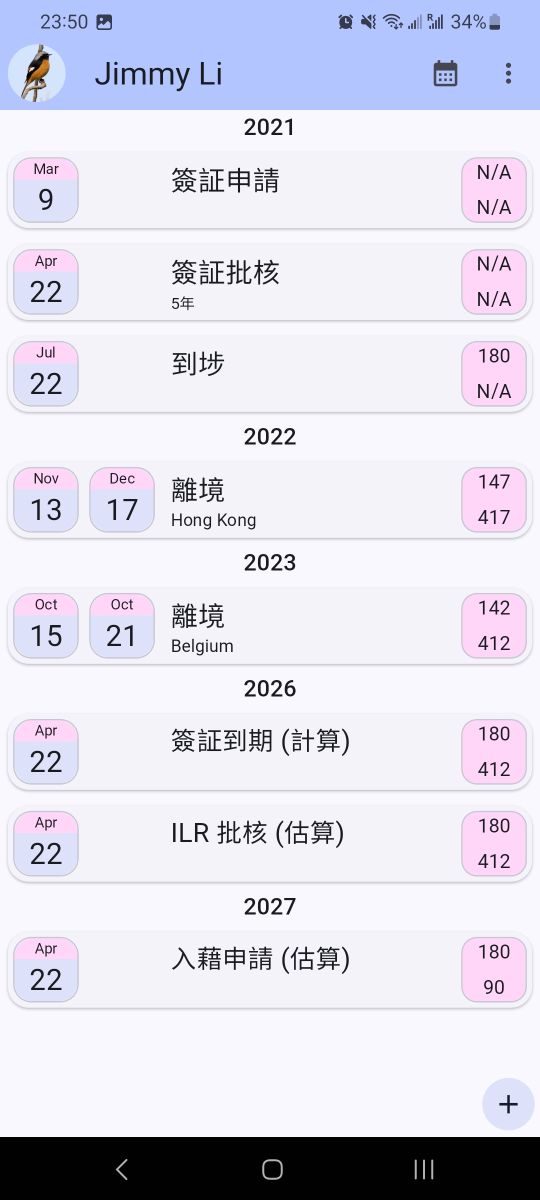 23:50
R
34%
Jimmy Li
2021
Mar
9
簽証申請
N/A
N/A
Apr
22
簽証批核
5年
N/A
N/A
Jul
22
到埗
180
N/A
2022
Nov
13
Dec
17
離境
Hong Kong
147
417
2023
Oct
15
Oct
21
離境
Belgium
142
412
2026
Apr
22
簽証到期 (計算)
180
412
Apr
22
ILR 批核 (估算)
180
412
2027
Apr
22
入藉申請 (估算)
180
90
+